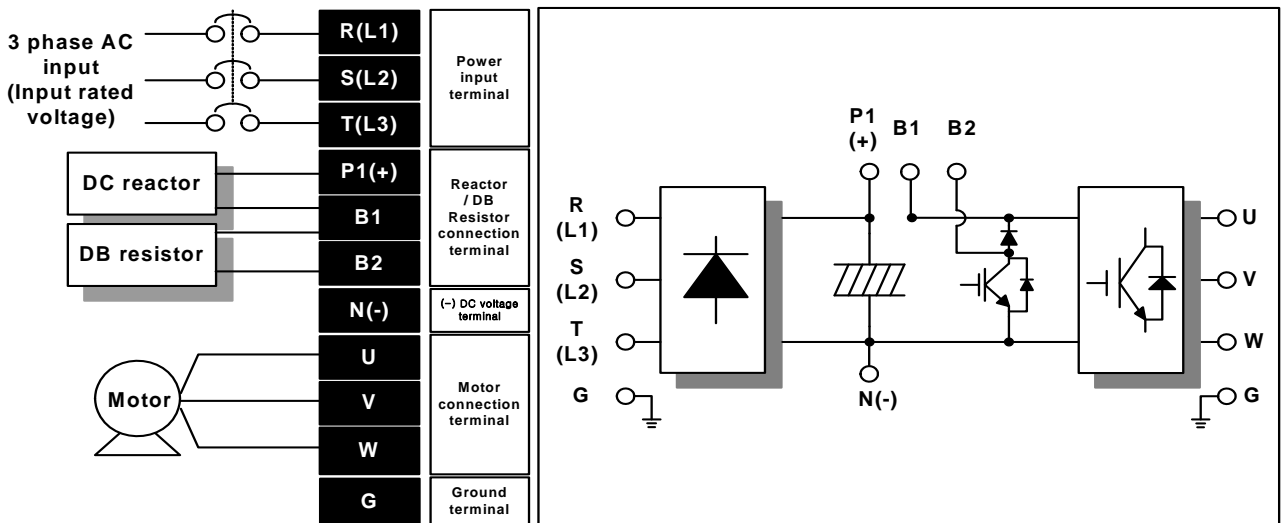 3 phase AC
input
(Input rated
voltage)
R(L1)
S(L2)
T(L3)
Power
input
terminal
DC reactor
DB resistor
P1(+)
B1
B2
Reactor
/ DB
Resistor
connection
terminal
N(-)
(-) DC voltage
terminal
Motor
U
V
W
Motor
connection
terminal
G
Ground
terminal
P1
(+)
B1
B2
R
(L1)
S
(L2)
T
(L3)
G
N(-)
U
V
W
G